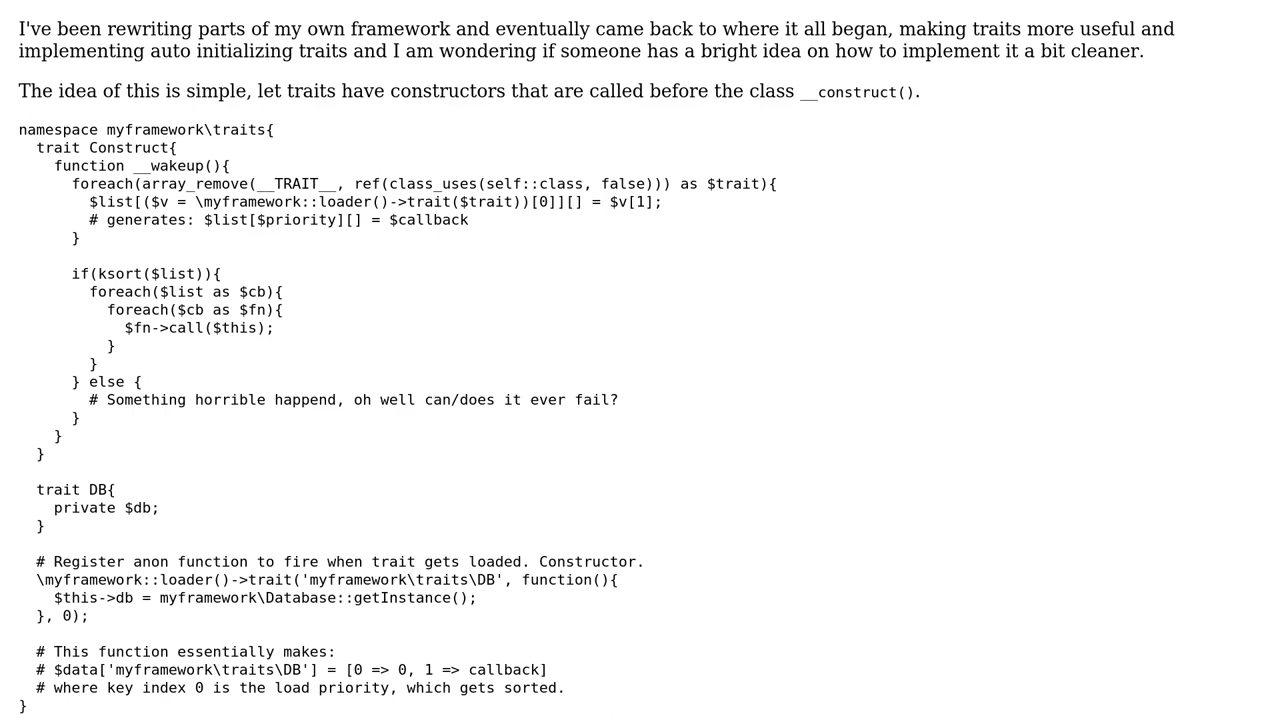 I've been rewriting parts of my own framework and eventually came back to where it all began, making traits more useful and
implementing auto initializing traits and I am wondering if someone has a bright idea on how to implement it a bit cleaner.
The idea of this is simple, let traits have constructors that are called before the class __construct().
namespace myframework\traits{
  trait Construct{
    function __wakeup(){
      foreach(array_remove(__TRAIT__, ref(class_uses(self::class, false))) as $trait){
        $list[($v = \myframework::loader()->trait($trait))[0]][] = $v[1];
        # generates: $list[$priority][] = $callback
      }

      if(ksort($list)){
        foreach($list as $cb){
          foreach($cb as $fn){
            $fn->call($this);
          }
        }
      } else {
        # Something horrible happend, oh well can/does it ever fail?
      }
    }
  }

  trait DB{
    private $db;
  }

  # Register anon function to fire when trait gets loaded. Constructor.
  \myframework::loader()->trait('myframework\traits\DB', function(){
    $this->db = myframework\Database::getInstance();
  }, 0);

  # This function essentially makes:
  # $data['myframework\traits\DB'] = [0 => 0, 1 => callback]
  # where key index 0 is the load priority, which gets sorted.
}